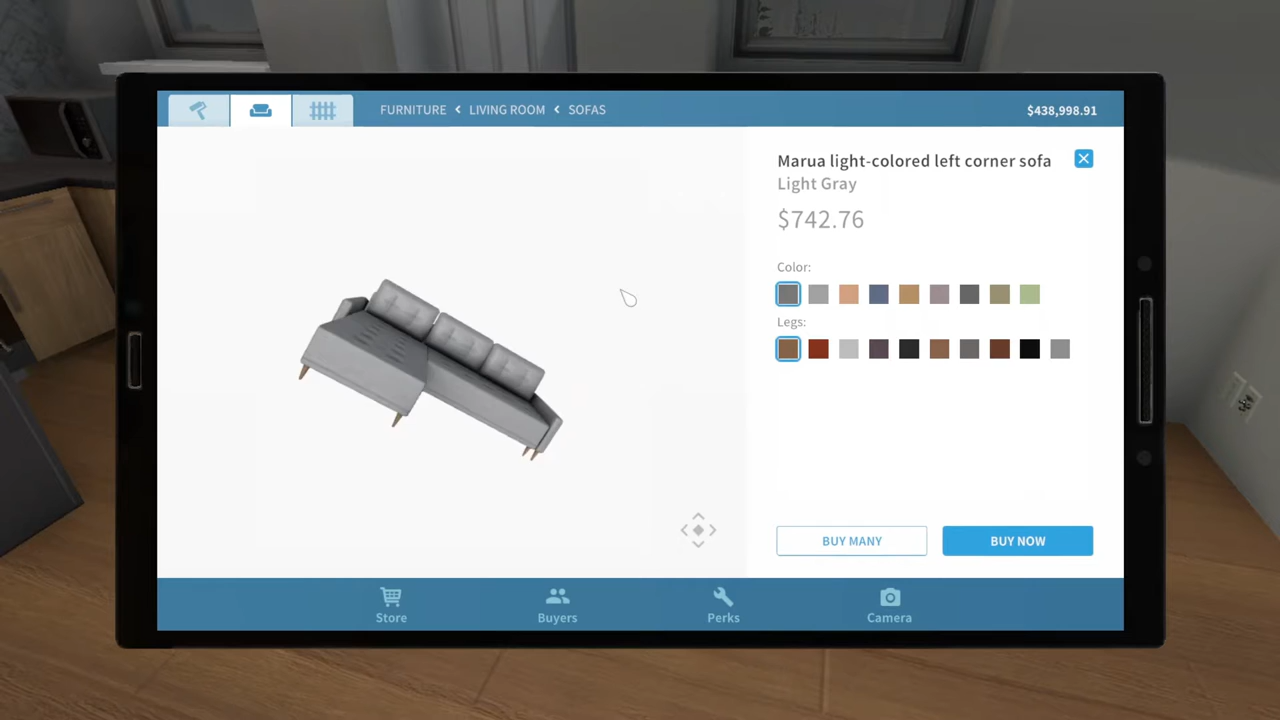 FURNITURE < LIVING ROOM < SOFAS
$438,998.91
Marua light-colored left corner sofa
Light Gray
$742.76
Color:
Legs:
BUY MANY
BUY NOW
Store
Buyers
Perks
Camera